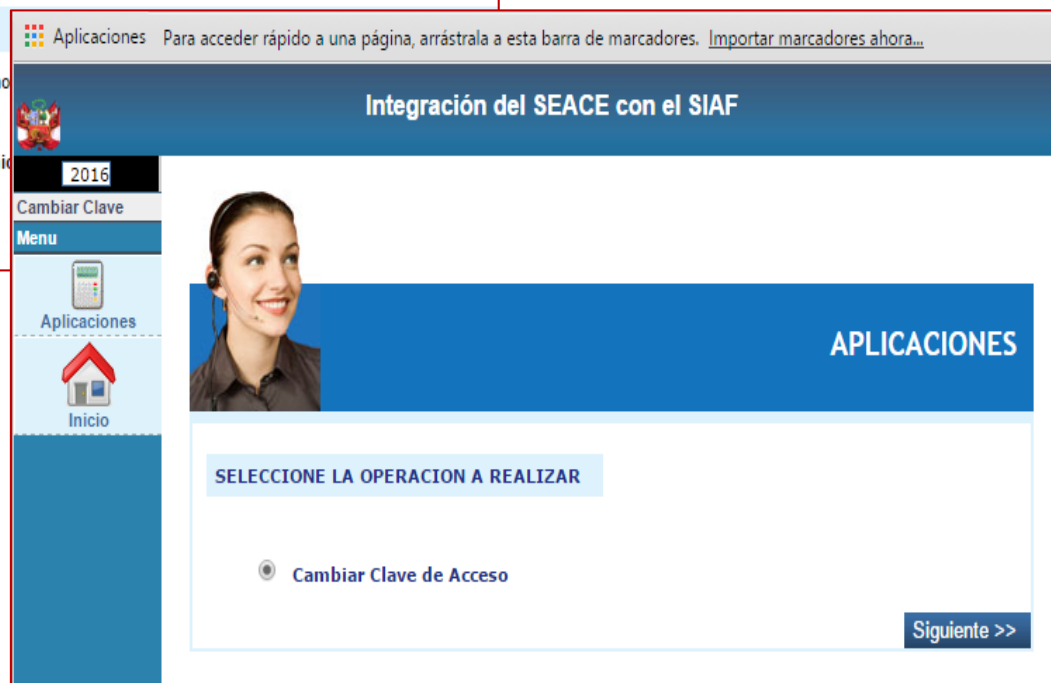 Aplicaciones Para acceder rápido a una página, arrástrala a esta barra de marcadores. Importar marcadores ahora...
Integración del SEACE con el SIAF
2016
Cambiar Clave
Menu
Aplicaciones
Inicio
APLICACIONES
SELECCIONE LA OPERACION A REALIZAR
Cambiar Clave de Acceso
Siguiente >>